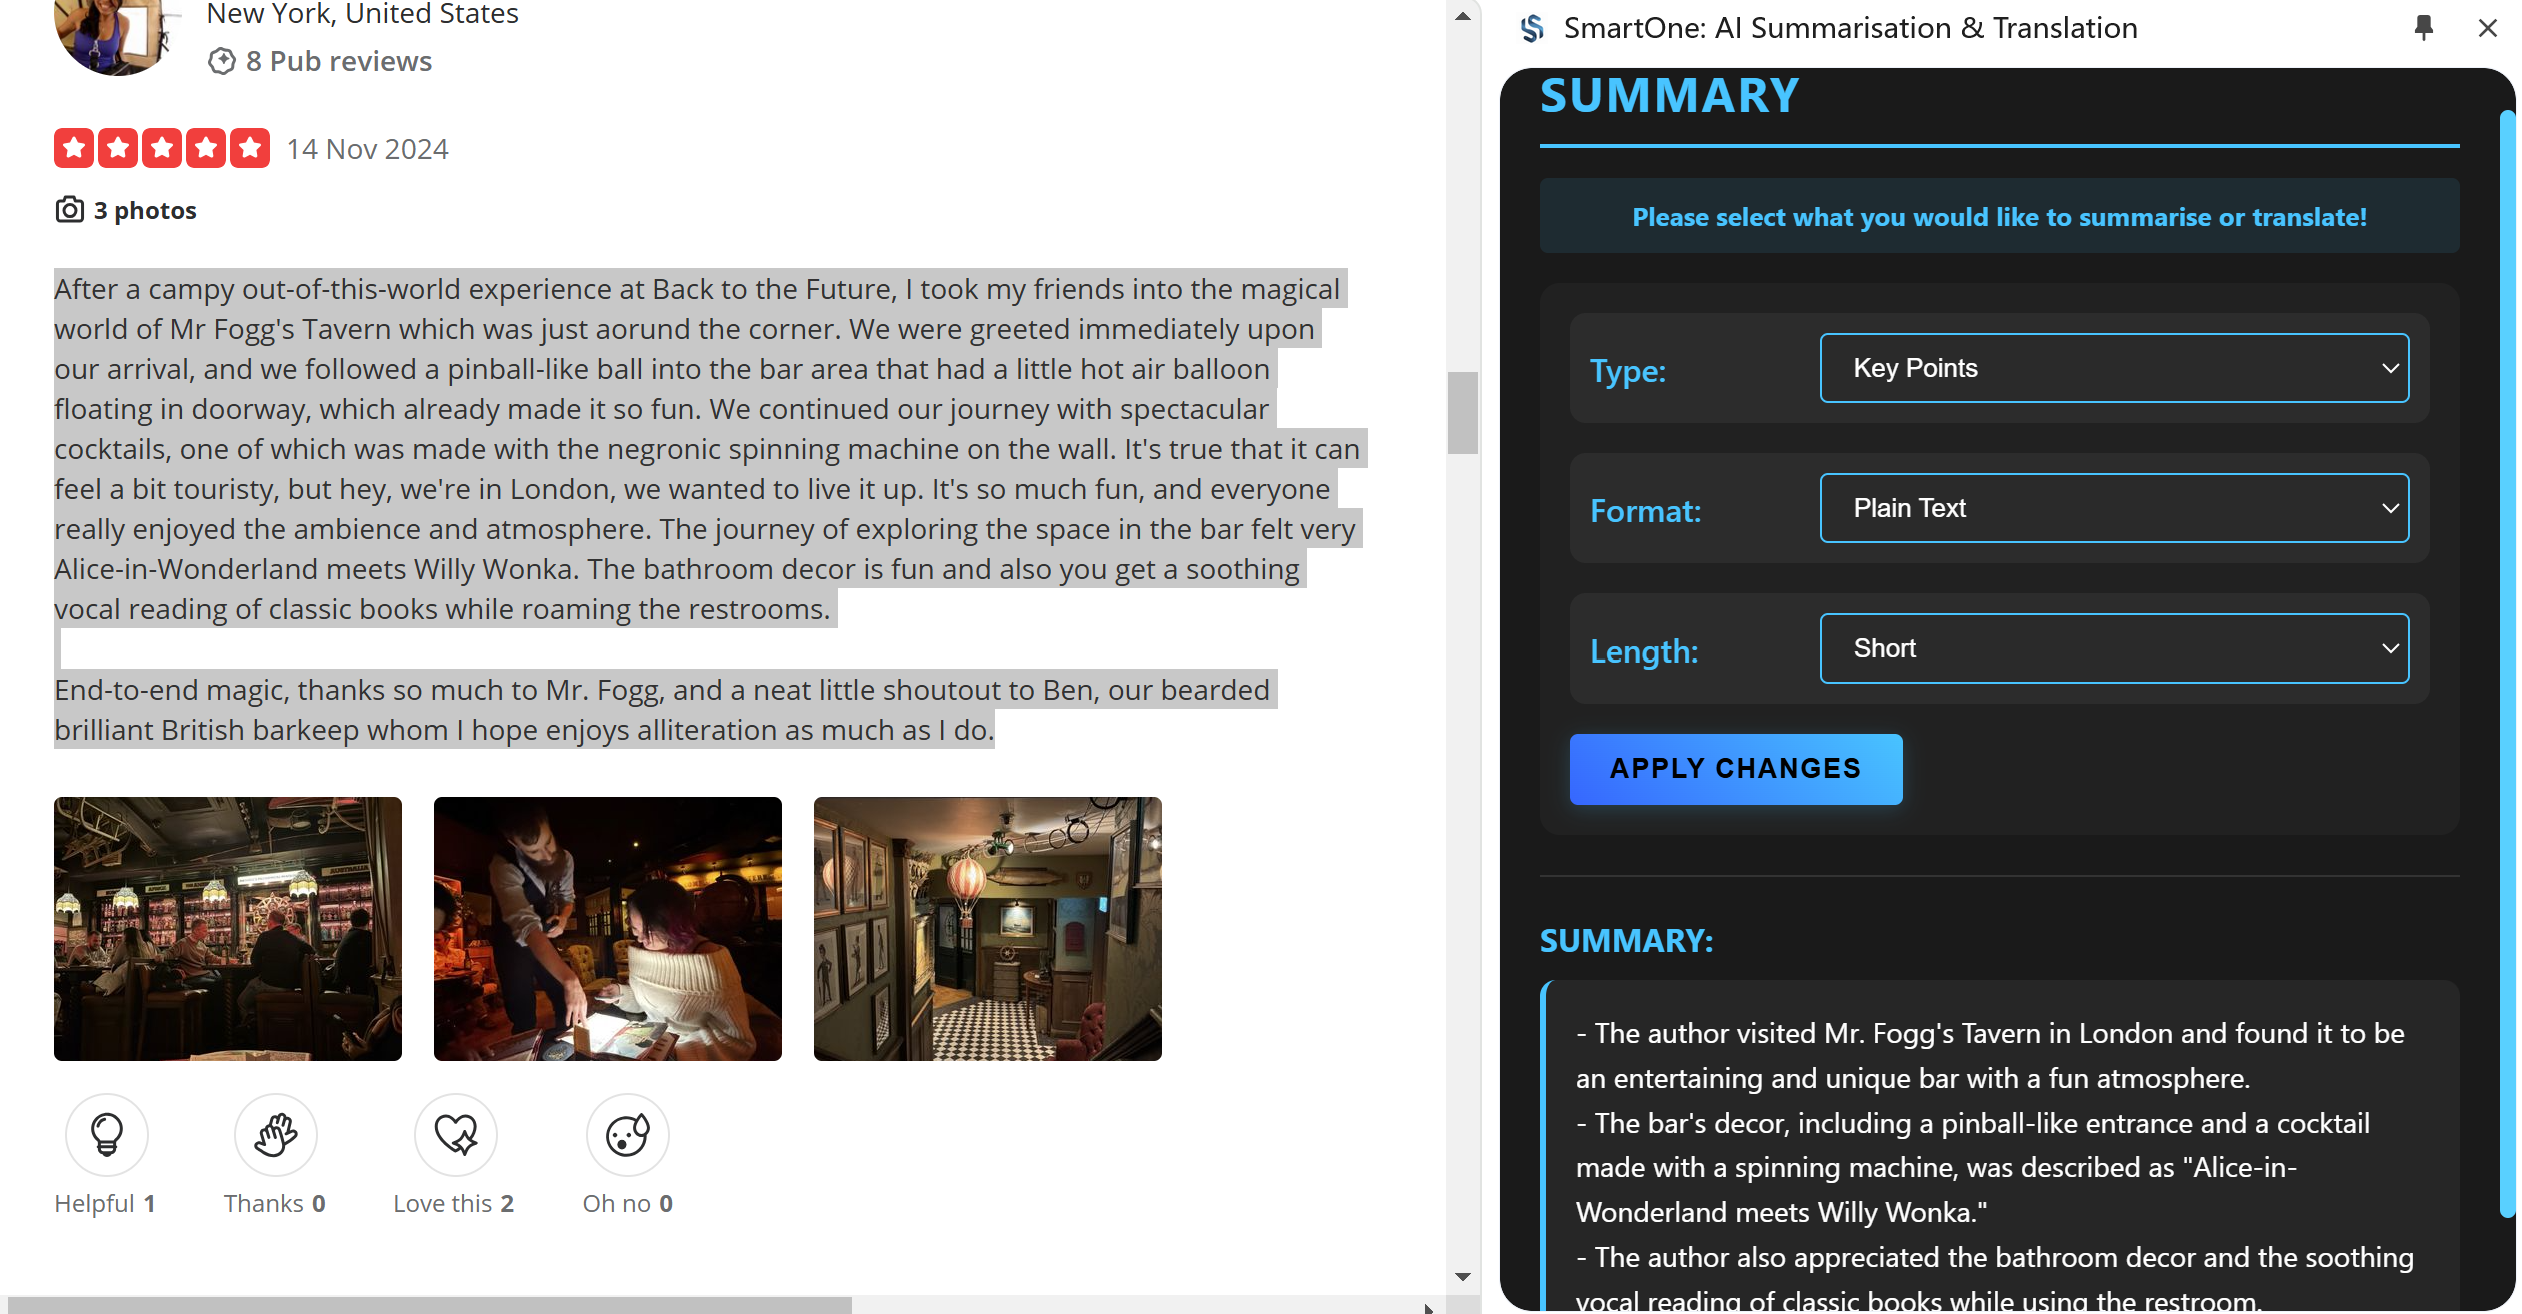 New York, United States
8 Pub reviews
14 Nov 2024
3 photos
After a campy out-of-this-world experience at Back to the Future, I took my friends into the magical
world of Mr Fogg's Tavern which was just aorund the corner. We were greeted immediately upon
our arrival, and we followed a pinball-like ball into the bar area that had a little hot air balloon
floating in doorway, which already made it so fun. We continued our journey with spectacular
cocktails, one of which was made with the negronic spinning machine on the wall. It's true that it can
feel a bit touristy, but hey, we're in London, we wanted to live it up. It's so much fun, and everyone
really enjoyed the ambience and atmosphere. The journey of exploring the space in the bar felt very
Alice-in-Wonderland meets Willy Wonka. The bathroom decor is fun and also you get a soothing
vocal reading of classic books while roaming the restrooms.
End-to-end magic, thanks so much to Mr. Fogg, and a neat little shoutout to Ben, our bearded
brilliant British barkeep whom I hope enjoys alliteration as much as I do.
Helpful 1
Thanks 0
Love this 2
Oh no 0
SmartOne: AI Summarisation & Translation
SUMMARY
Please select what you would like to summarise or translate!
Type:
Key Points
Format:
Plain Text
Length:
Short
APPLY CHANGES
SUMMARY:
- The author visited Mr. Fogg's Tavern in London and found it to be
an entertaining and unique bar with a fun atmosphere.
- The bar's decor, including a pinball-like entrance and a cocktail
made with a spinning machine, was described as "Alice-in-
Wonderland meets Willy Wonka."
- The author also appreciated the bathroom decor and the soothing
vocal reading of classic books while using the restroom.